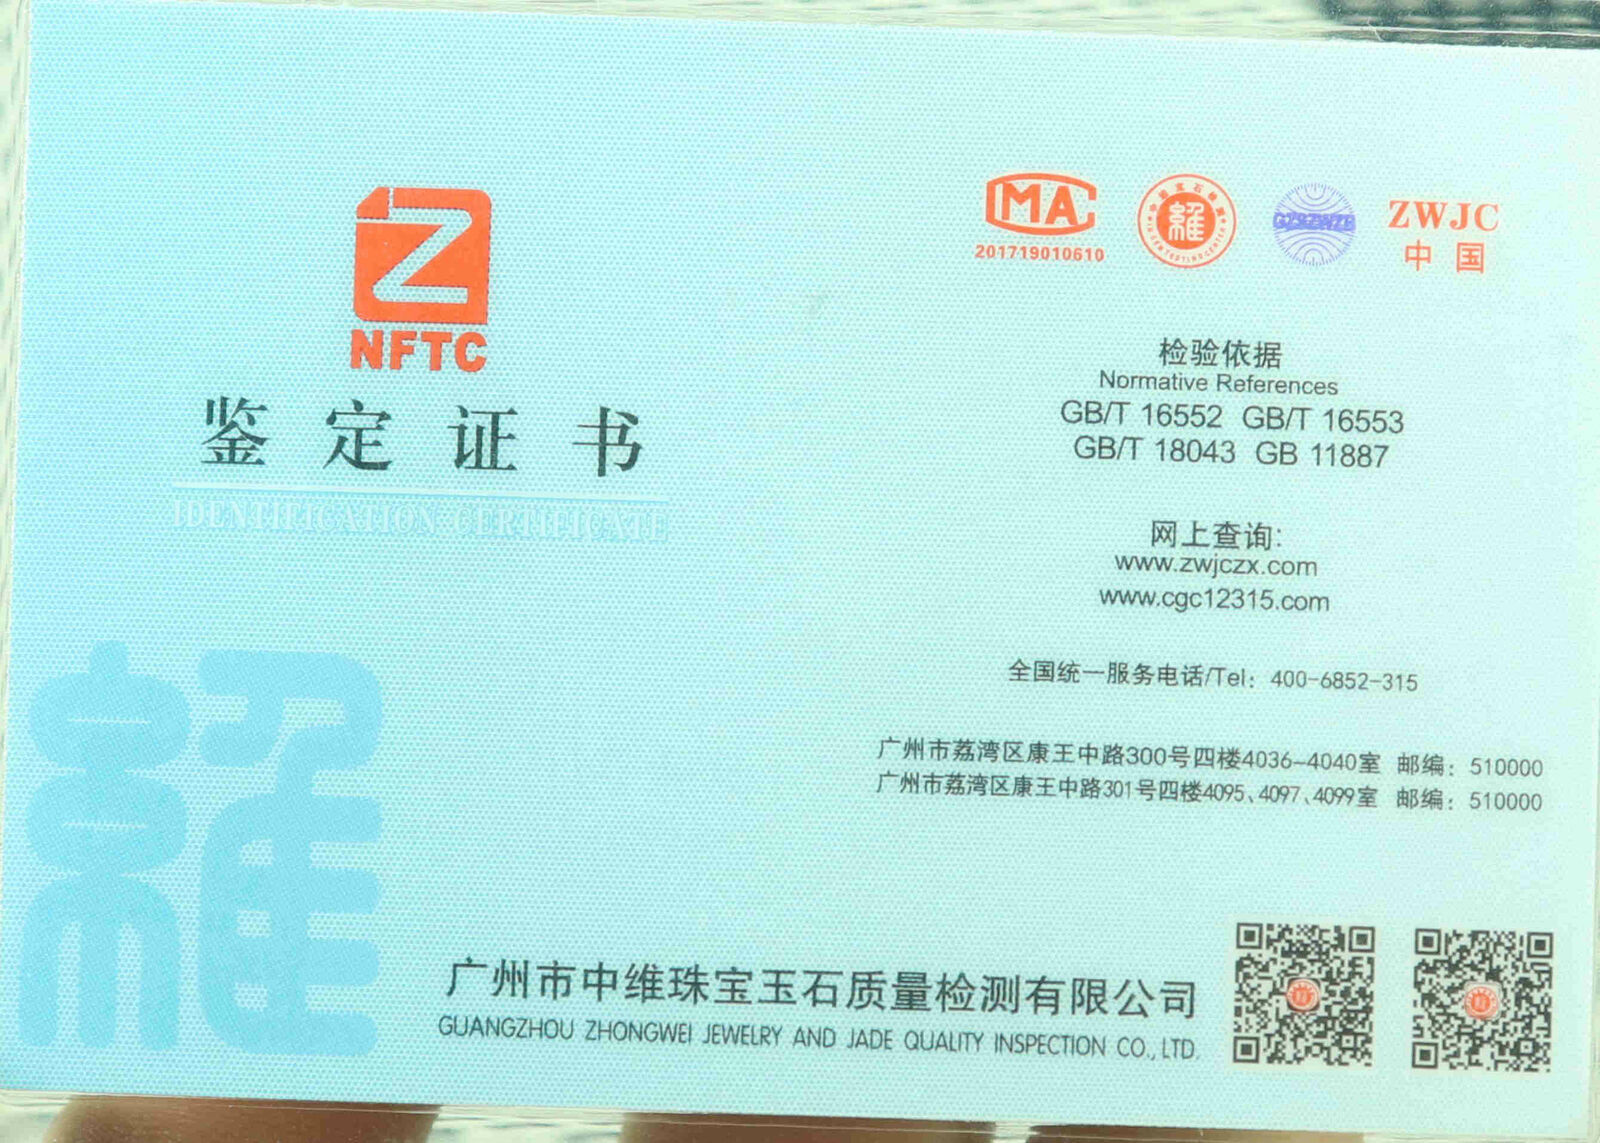 Z
NFTC
鉴定证书
IDENTIFICATION CERTIFICATE
CMA
201719010610
ZWJC
中国
检验依据
Normative References
GB/T 16552 GB/T 16553
GB/T 18043 GB 11887
网上查询:
www.zwjczx.com
www.cgc12315.com
全国统一服务电话/Tel：400-6852-315
广州市荔湾区康王中路300号四楼4036-4040室 邮编：510000
广州市荔湾区康王中路301号四楼4095、4097、4099室 邮编：510000
广州市中维珠宝玉石质量检测有限公司
GUANGZHOU ZHONGWEI JEWELRY AND JADE QUALITY INSPECTION CO., LTD.